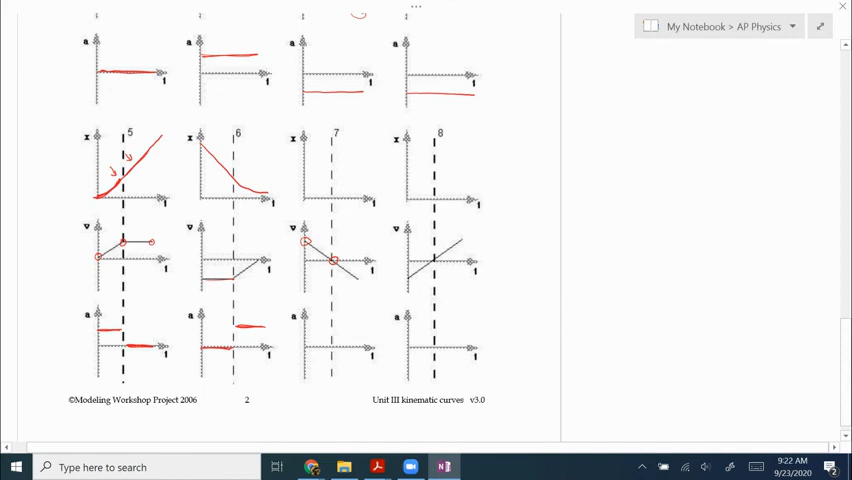 My Notebook > AP Physics
a a a a
t t t t
5 6 7 8
x x x x
t t t t
v v v v
t t t t
a a a a
t t t t
©Modeling Workshop Project 2006 2 Unit III kinematic curves v3.0
Type here to search
9:22 AM
9/23/2020
2